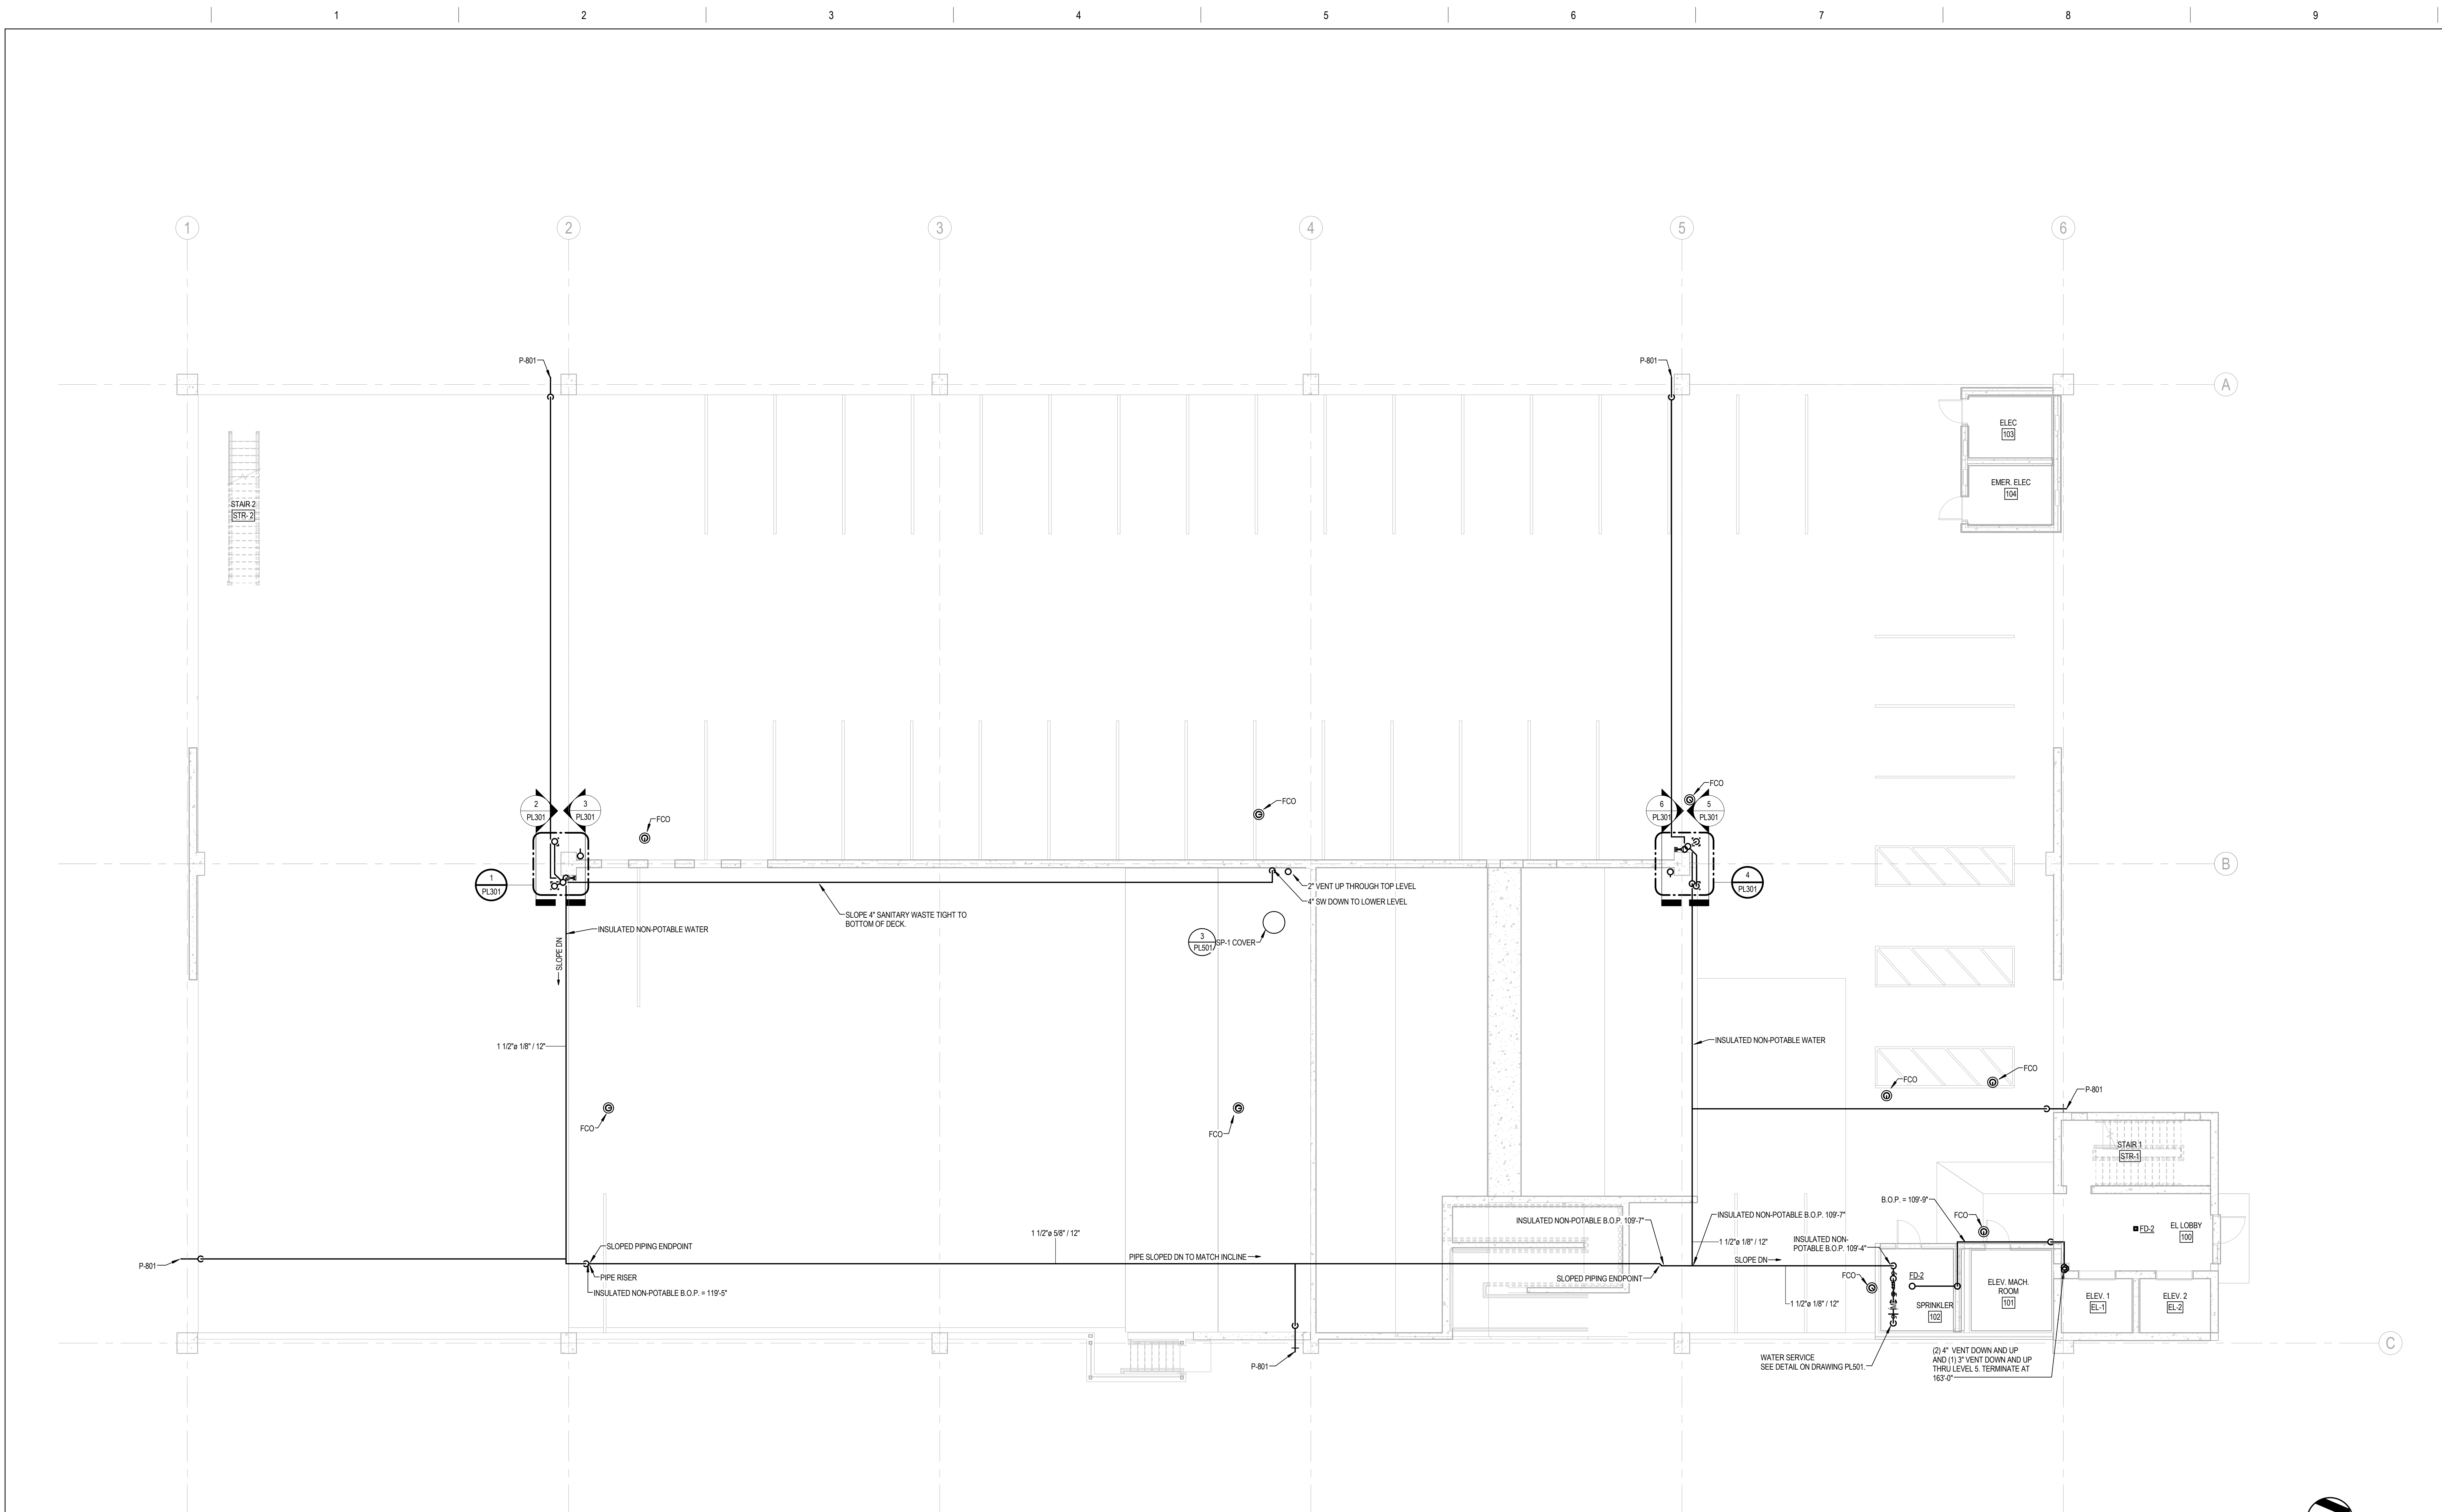 1 2 3 4 5 6 7 8 9
1 2 3 4 5 6
P-801
P-801
A
ELEC
103
EMER. ELEC
104
STAIR 2
STR- 2
2
PL301
3
PL301
FCO
FCO
FCO
6
PL301
5
PL301
B
1
PL301
4
PL301
2" VENT UP THROUGH TOP LEVEL
4" SW DOWN TO LOWER LEVEL
SLOPE 4" SANITARY WASTE TIGHT TO
BOTTOM OF DECK.
INSULATED NON-POTABLE WATER
SLOPE DN
3
PL501
SP-1 COVER
1 1/2"ø 1/8" / 12"
INSULATED NON-POTABLE WATER
FCO
FCO
P-801
FCO
FCO
STAIR 1
STR-1
B.O.P. = 109'-9"
FCO
FD-2
EL LOBBY
100
INSULATED NON-POTABLE B.O.P. 109'-7"
INSULATED NON-POTABLE B.O.P. 109'-7"
1 1/2"ø 5/8" / 12"
1 1/2"ø 1/8" / 12"
INSULATED NON-
POTABLE B.O.P. 109'-4"
SLOPED PIPING ENDPOINT
PIPE SLOPED DN TO MATCH INCLINE
SLOPE DN
P-801
PIPE RISER
SLOPED PIPING ENDPOINT
FCO
FD-2
INSULATED NON-POTABLE B.O.P. = 119'-5"
1 1/2"ø 1/8" / 12"
SPRINKLER
102
ELEV. MACH.
ROOM
101
ELEV. 1
EL-1
ELEV. 2
EL-2
C
P-801
WATER SERVICE
SEE DETAIL ON DRAWING PL501.
(2) 4" VENT DOWN AND UP
AND (1) 3" VENT DOWN AND UP
THRU LEVEL 5. TERMINATE AT
163'-0"